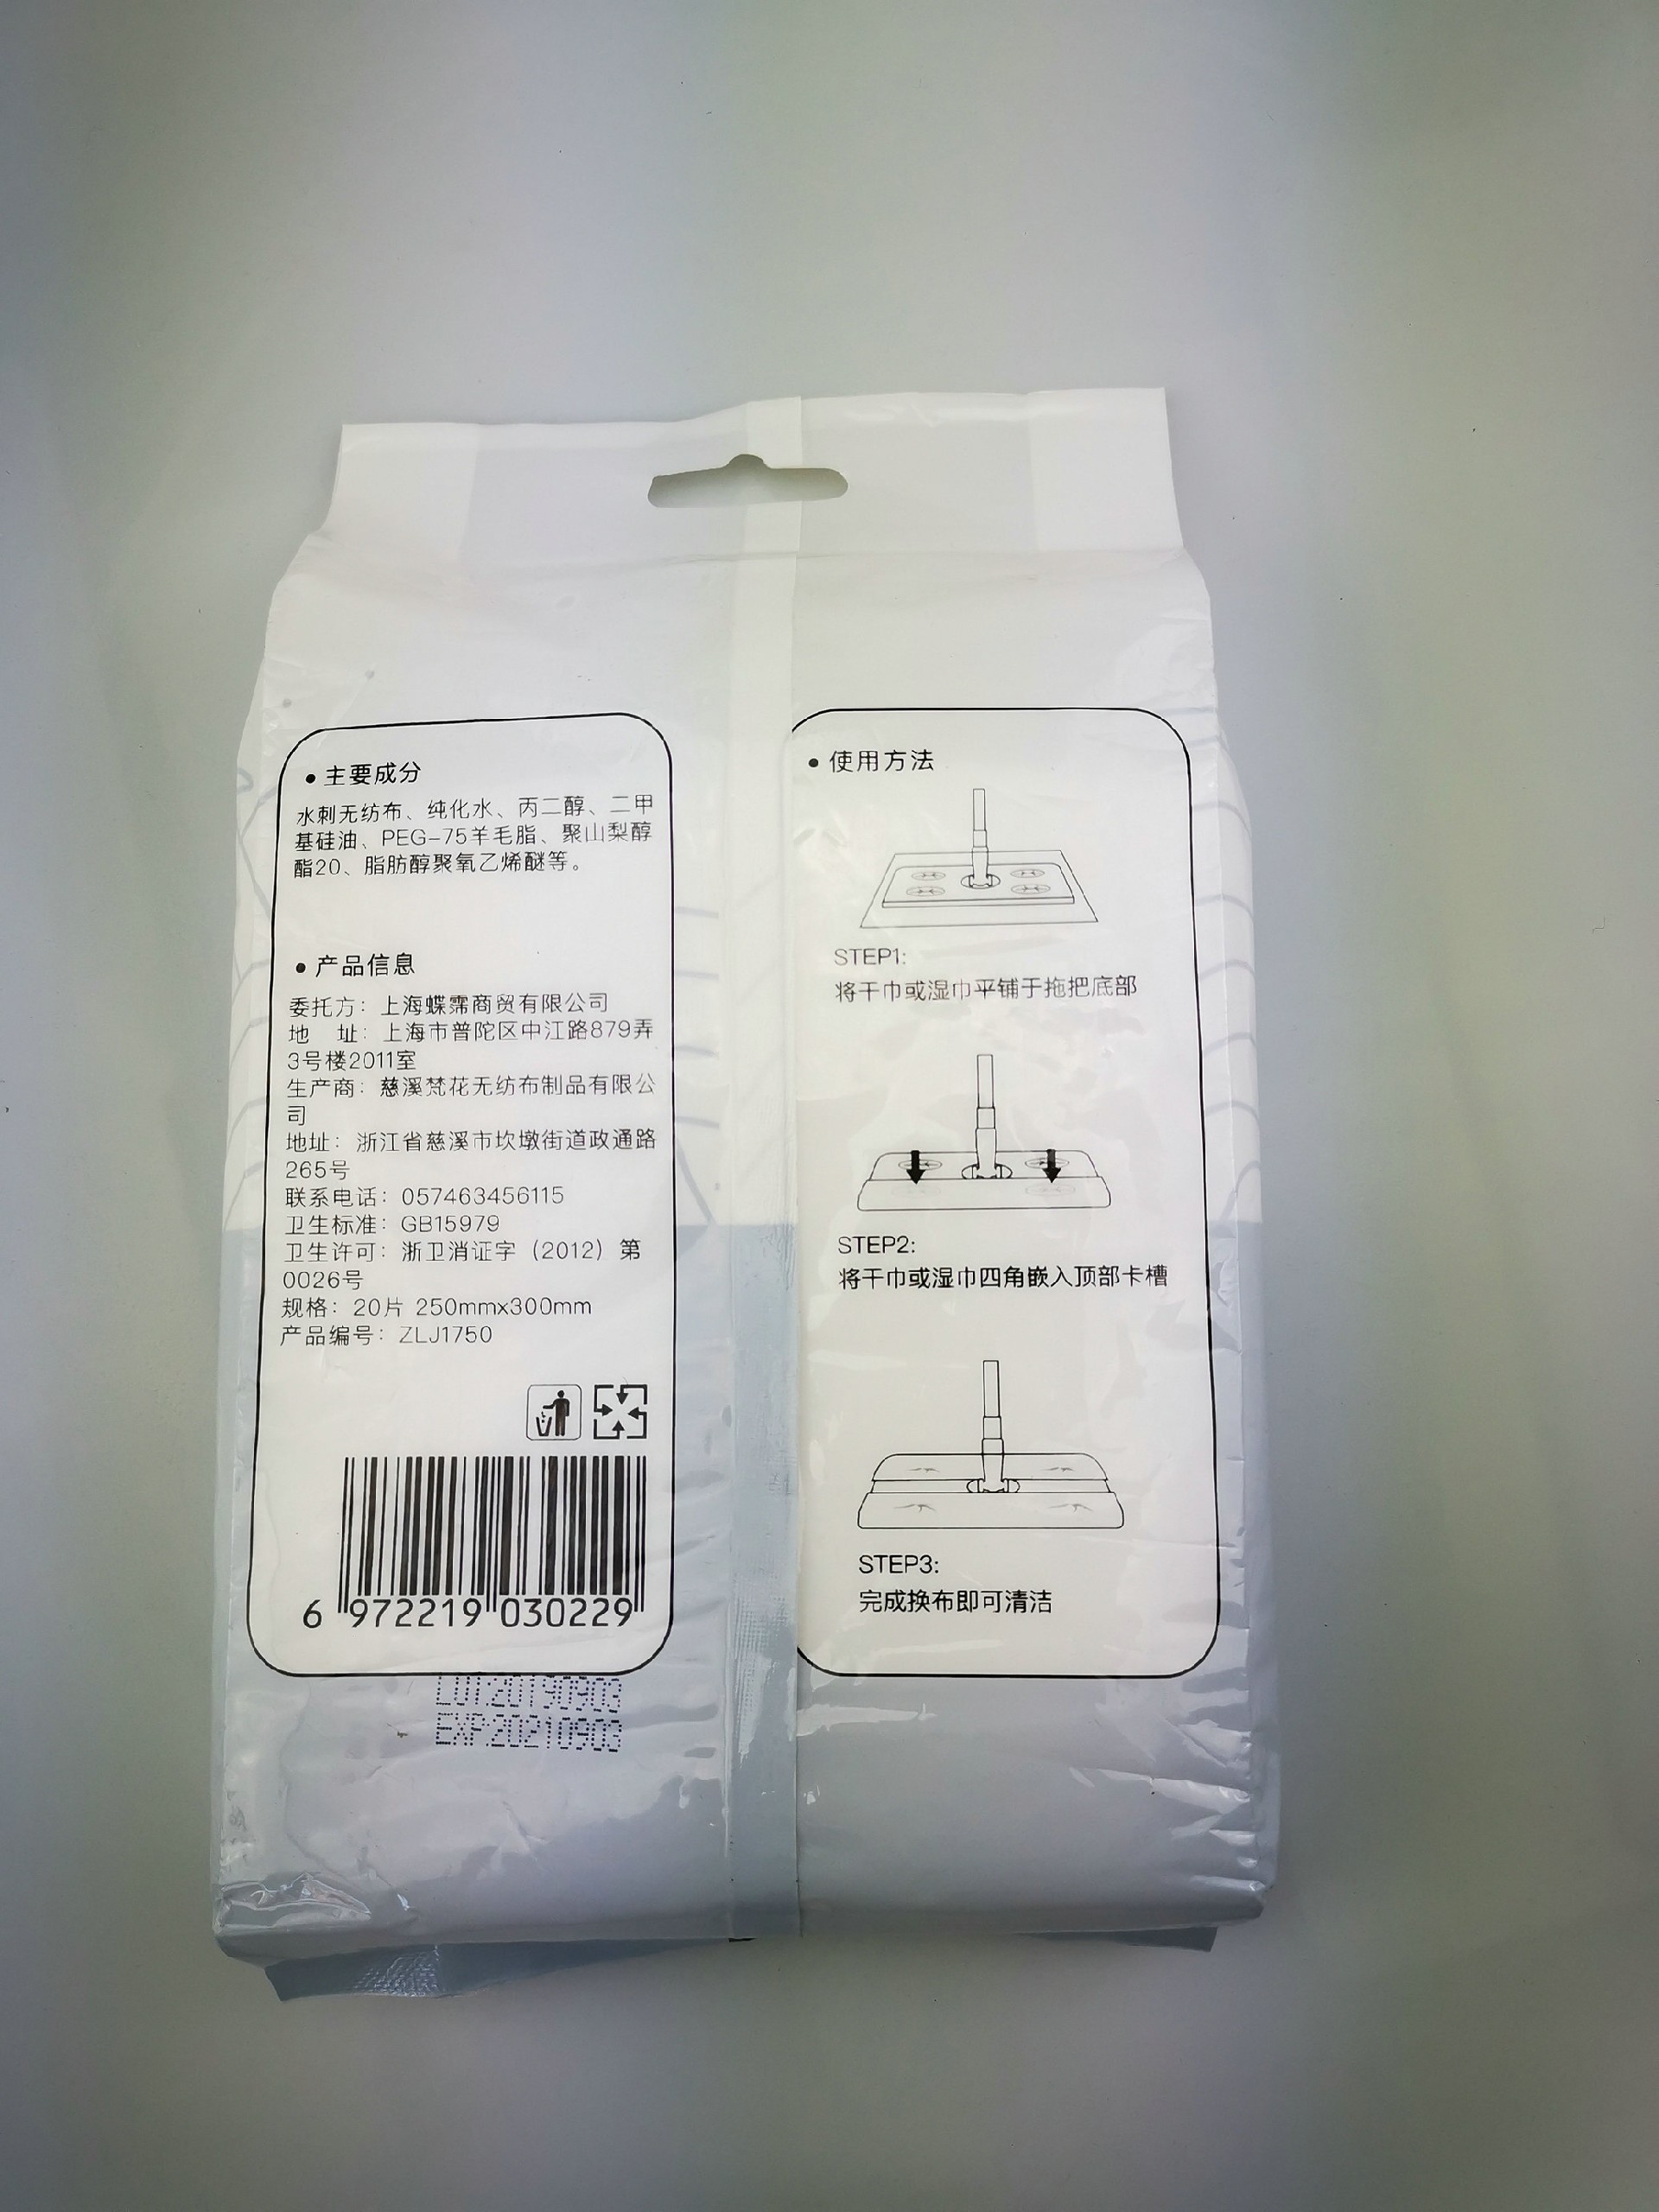 • 主要成分
水刺无纺布、纯化水、丙二醇、二甲
基硅油、PEG-75羊毛脂、聚山梨醇
酯20、脂肪醇聚氧乙烯醚等。
• 产品信息
委托方：上海蝶霈商贸有限公司
地 址：上海市普陀区中江路879弄
3号楼2011室
生产商：慈溪梵花无纺布制品有限公
司
地址：浙江省慈溪市坎墩街道政通路
265号
联系电话：057463456115
卫生标准：GB15979
卫生许可：浙卫消证字（2012）第
0026号
规格：20片 250mmx300mm
产品编号：ZLJ1750
6 972219 030229
LOT:20190903
EXP:20210903
• 使用方法
STEP1:
将干巾或湿巾平铺于拖把底部
STEP2:
将干巾或湿巾四角嵌入顶部卡槽
STEP3:
完成换布即可清洁